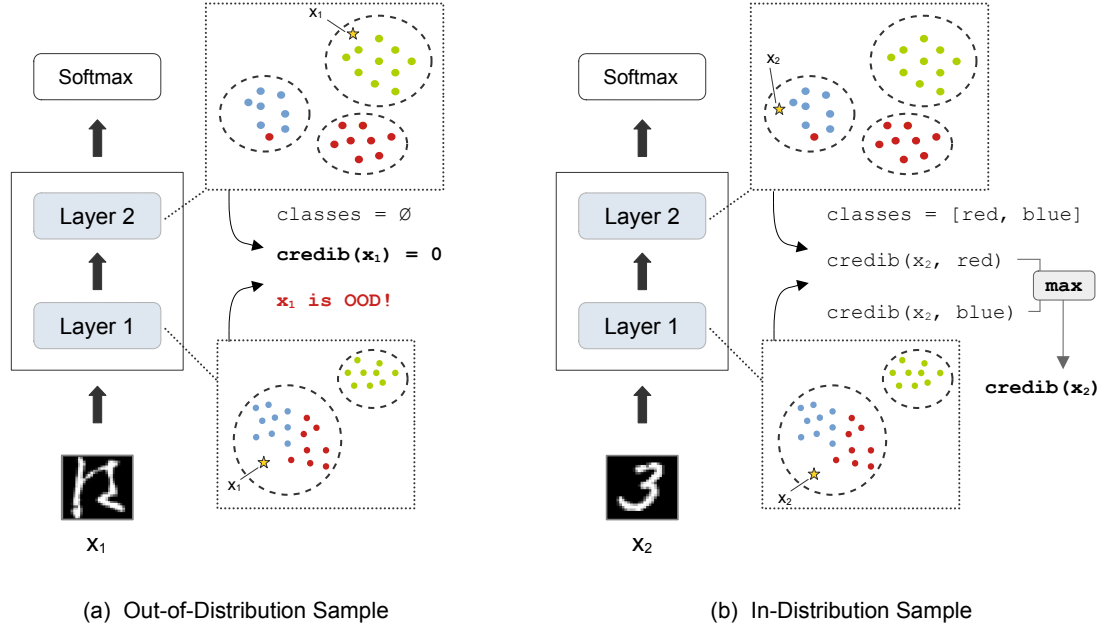 x₁
Softmax
Layer 2
classes = Ø
credib(x₁) = 0
x₁ is OOD!
Layer 1
x₁
x₁
(a) Out-of-Distribution Sample
x₂
Softmax
Layer 2
classes = [red, blue]
credib(x₂, red)
max
credib(x₂, blue)
Layer 1
credib(x₂)
x₂
3
x₂
(b) In-Distribution Sample